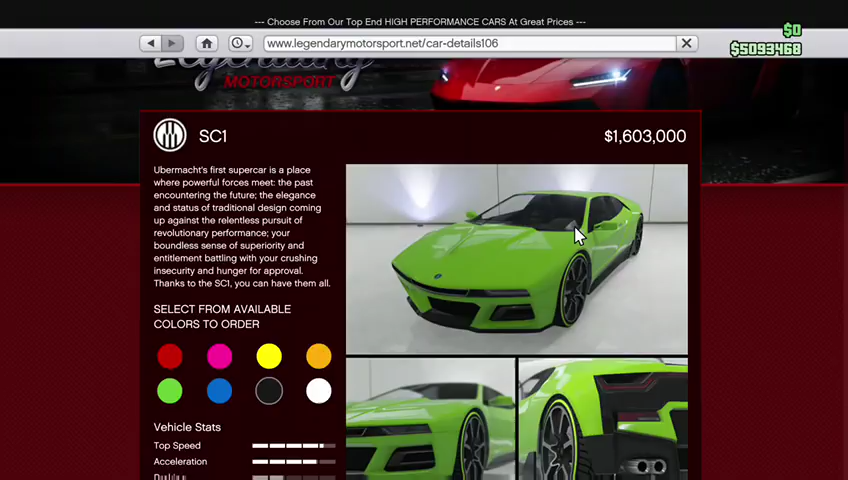 --- Choose From Our Top End HIGH PERFORMANCE CARS At Great Prices ---
$0
www.legendarymotorsport.net/car-details106
$5093468
Legendary
MOTORSPORT
SC1
$1,603,000
Ubermacht's first supercar is a place
where powerful forces meet: the past
encountering the future; the elegance
and status of traditional design coming
up against the relentless pursuit of
revolutionary performance; your
boundless sense of superiority and
entitlement battling with your crushing
insecurity and hunger for approval.
Thanks to the SC1, you can have them all.
SELECT FROM AVAILABLE
COLORS TO ORDER
Vehicle Stats
Top Speed
Acceleration